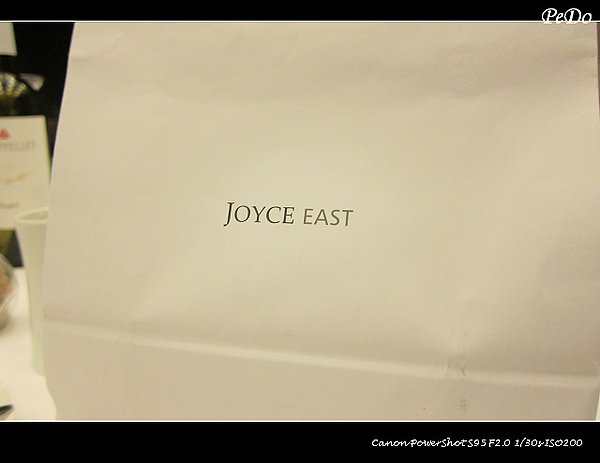 PeDo
JOYCE EAST
Canon PowerShot S95 F2.0 1/30s ISO200